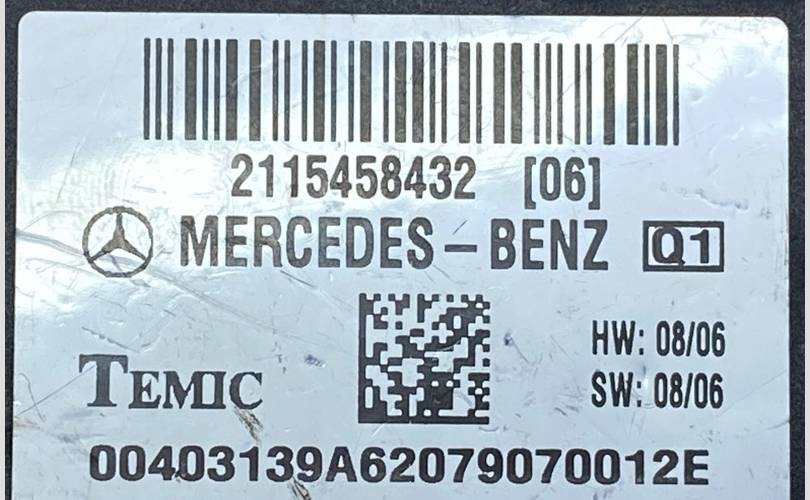 2115458432 [06]
MERCEDES-BENZ Q1
HW: 08/06
TEMIC
SW: 08/06
00403139A62079070012E